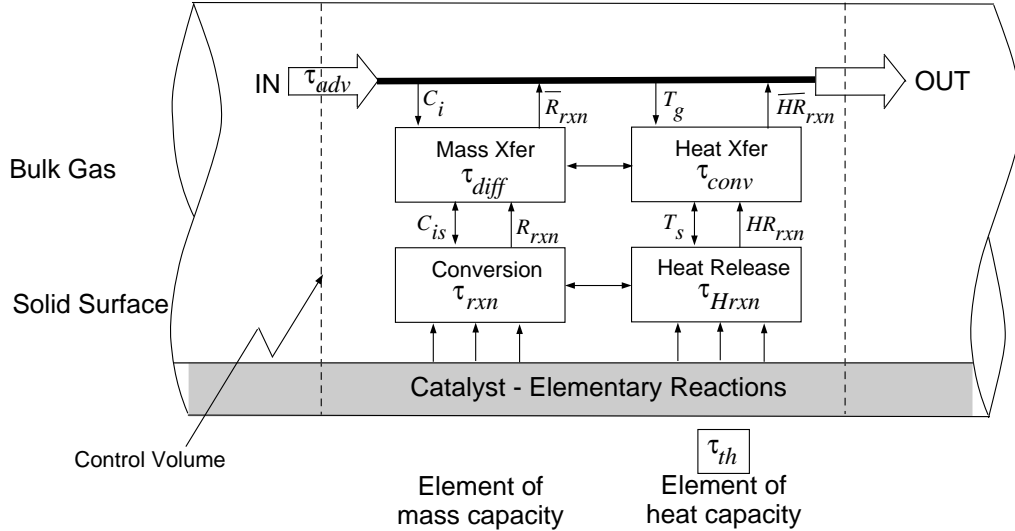 IN τadv OUT
Ci R̅rxn Tg H̅R̅rxn
Bulk Gas
Mass Xfer
τdiff
Heat Xfer
τconv
Cis Rrxn Ts HRrxn
Solid Surface
Conversion
τrxn
Heat Release
τHrxn
Catalyst - Elementary Reactions
Control Volume
τth
Element of
mass capacity
Element of
heat capacity